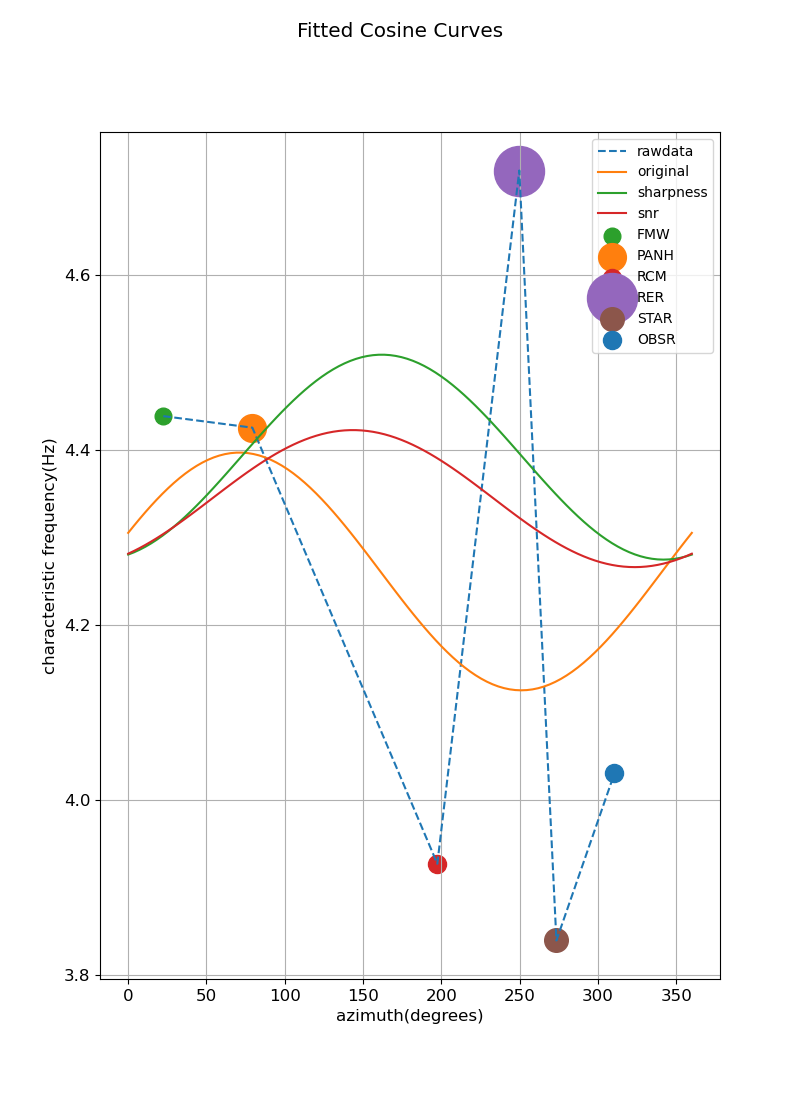 Fitted Cosine Curves
rawdata
original
sharpness
snr
FMW
PANH
RCM
RER
STAR
OBSR
characteristic frequency(Hz)
4.6
4.4
4.2
4.0
3.8
0 50 100 150 200 250 300 350
azimuth(degrees)